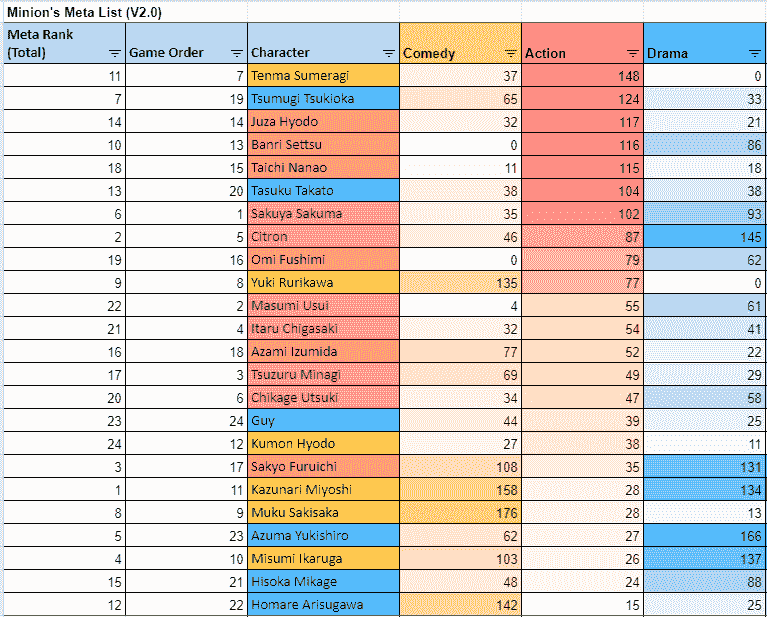 Minion's Meta List (V2.0)
Meta Rank (Total) Game Order Character Comedy Action Drama
11 7 Tenma Sumeragi 37 148 0
7 19 Tsumugi Tsukioka 65 124 33
14 14 Juza Hyodo 32 117 21
10 13 Banri Settsu 0 116 86
18 15 Taichi Nanao 11 115 18
13 20 Tasuku Takato 38 104 38
6 1 Sakuya Sakuma 35 102 93
2 5 Citron 46 87 145
19 16 Omi Fushimi 0 79 62
9 8 Yuki Rurikawa 135 77 0
22 2 Masumi Usui 4 55 61
21 4 Itaru Chigasaki 32 54 41
16 18 Azami Izumida 77 52 22
17 3 Tsuzuru Minagi 69 49 29
20 6 Chikage Utsuki 34 47 58
23 24 Guy 44 39 25
24 12 Kumon Hyodo 27 38 11
3 17 Sakyo Furuichi 108 35 131
1 11 Kazunari Miyoshi 158 28 134
8 9 Muku Sakisaka 176 28 13
5 23 Azuma Yukishiro 62 27 166
4 10 Misumi Ikaruga 103 26 137
15 21 Hisoka Mikage 48 24 88
12 22 Homare Arisugawa 142 15 25